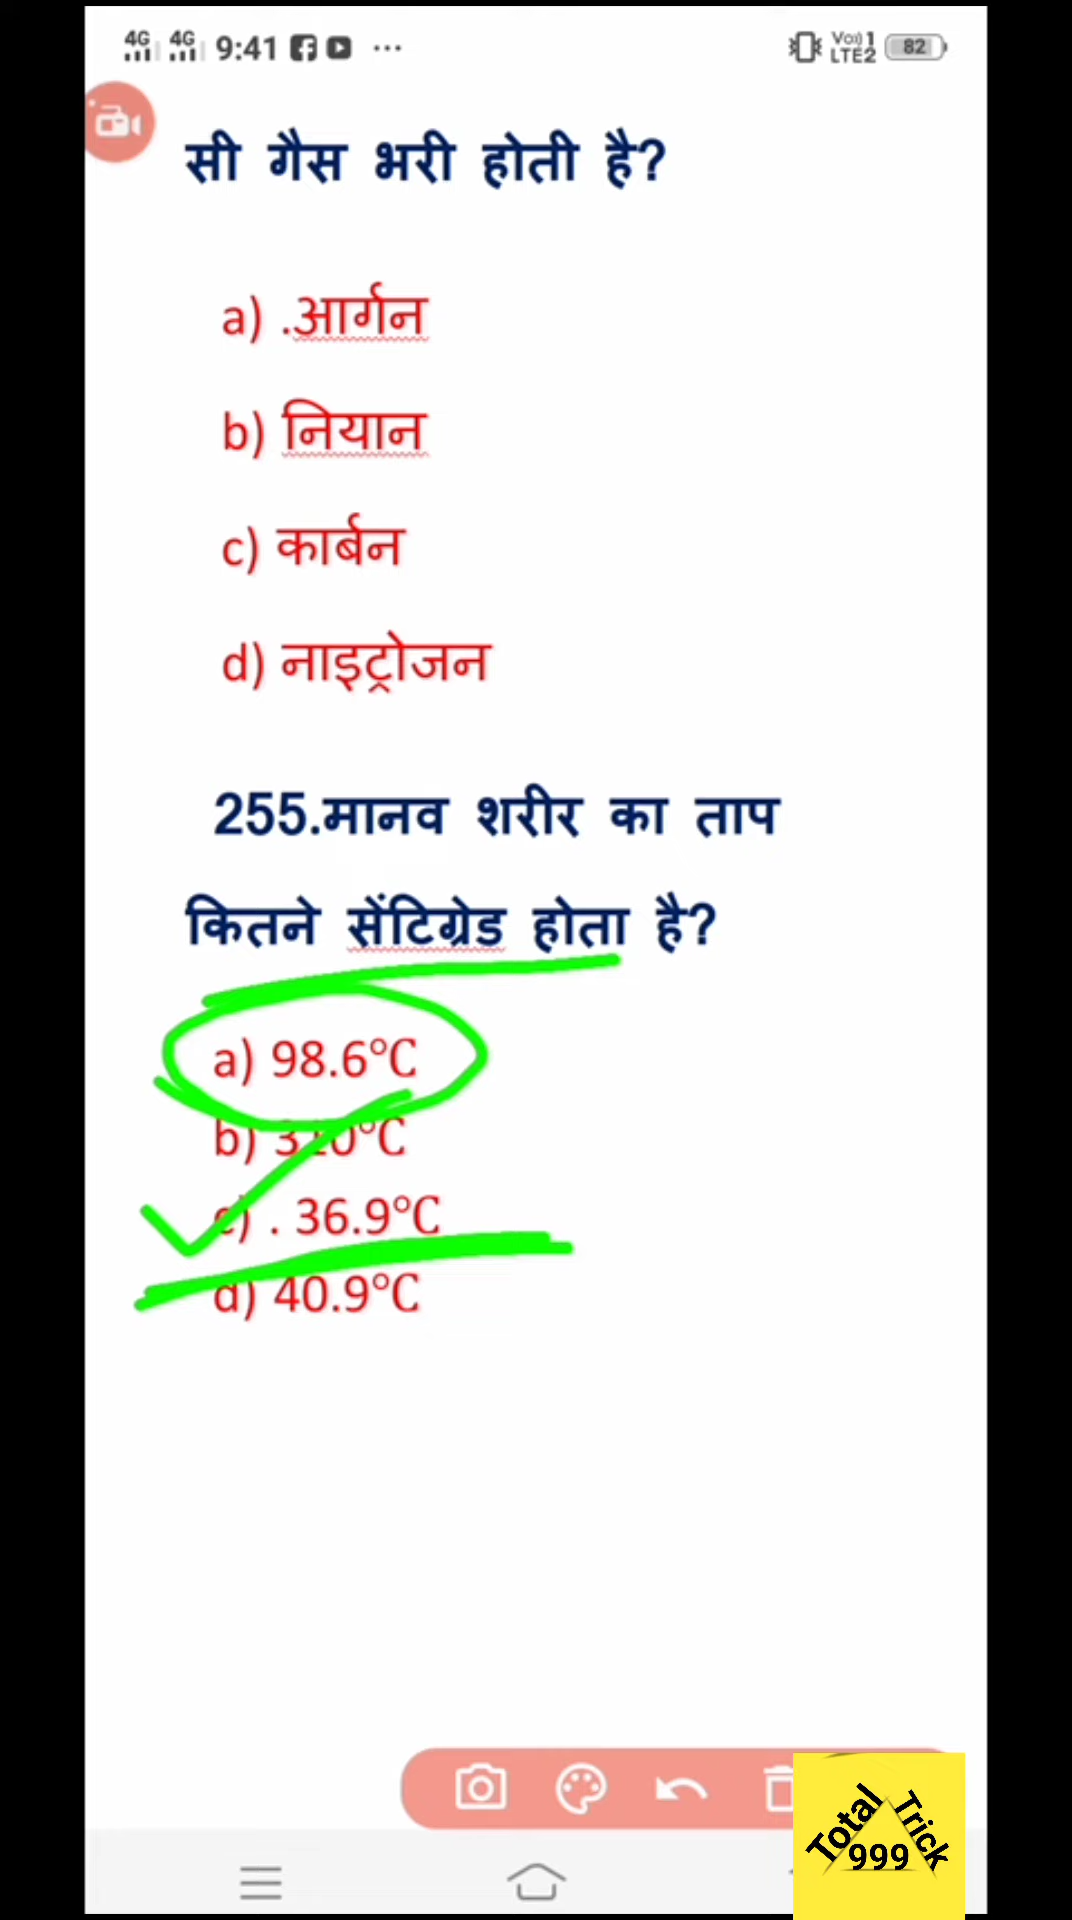 4G 4G 9:41 ... Vo)) 1 LTE2 82
सी गैस भरी होती है?
a) .आर्गन
b) नियान
c) कार्बन
d) नाइट्रोजन
255.मानव शरीर का ताप
कितने सेंटिग्रेड होता है?
a) 98.6°C
b) 310°C
c) . 36.9°C
d) 40.9°C
Total Trick
999